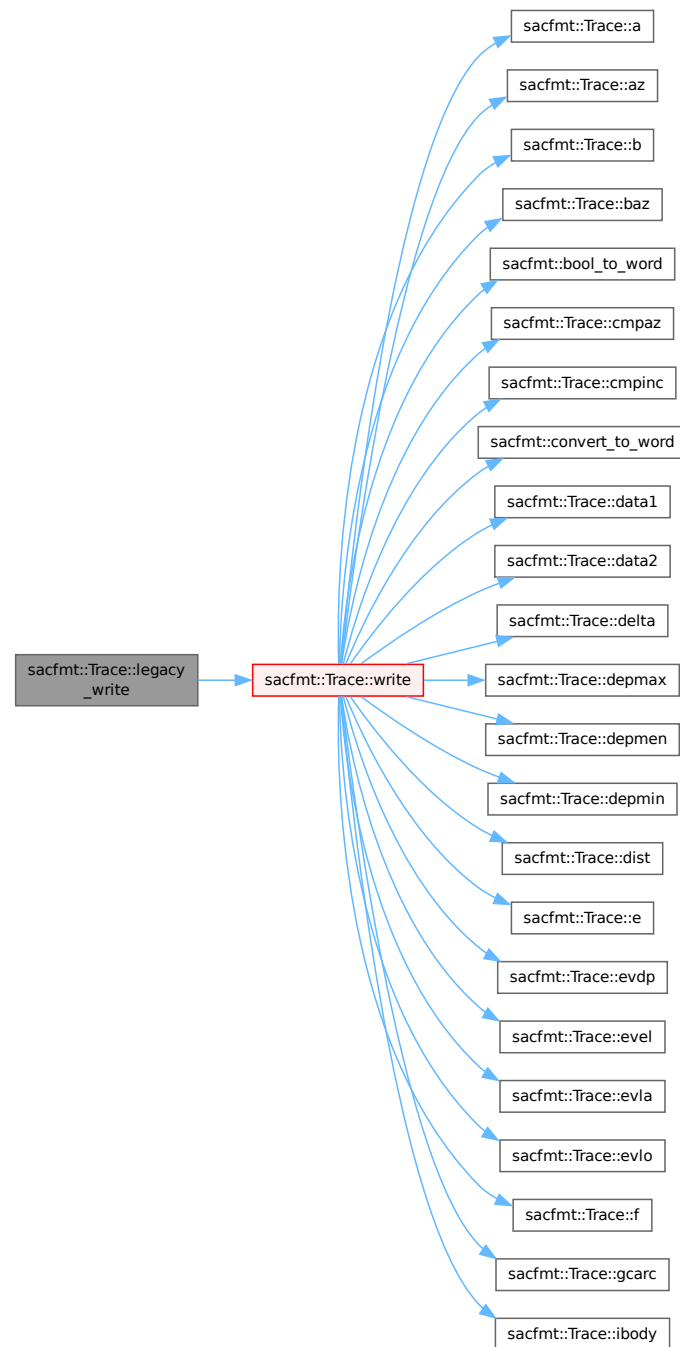 sacfmt::Trace::a
sacfmt::Trace::az
sacfmt::Trace::b
sacfmt::Trace::baz
sacfmt::bool_to_word
sacfmt::Trace::cmpaz
sacfmt::Trace::cmpinc
sacfmt::convert_to_word
sacfmt::Trace::data1
sacfmt::Trace::data2
sacfmt::Trace::delta
sacfmt::Trace::legacy
_write
sacfmt::Trace::write
sacfmt::Trace::depmax
sacfmt::Trace::depmen
sacfmt::Trace::depmin
sacfmt::Trace::dist
sacfmt::Trace::e
sacfmt::Trace::evdp
sacfmt::Trace::evel
sacfmt::Trace::evla
sacfmt::Trace::evlo
sacfmt::Trace::f
sacfmt::Trace::gcarc
sacfmt::Trace::ibody